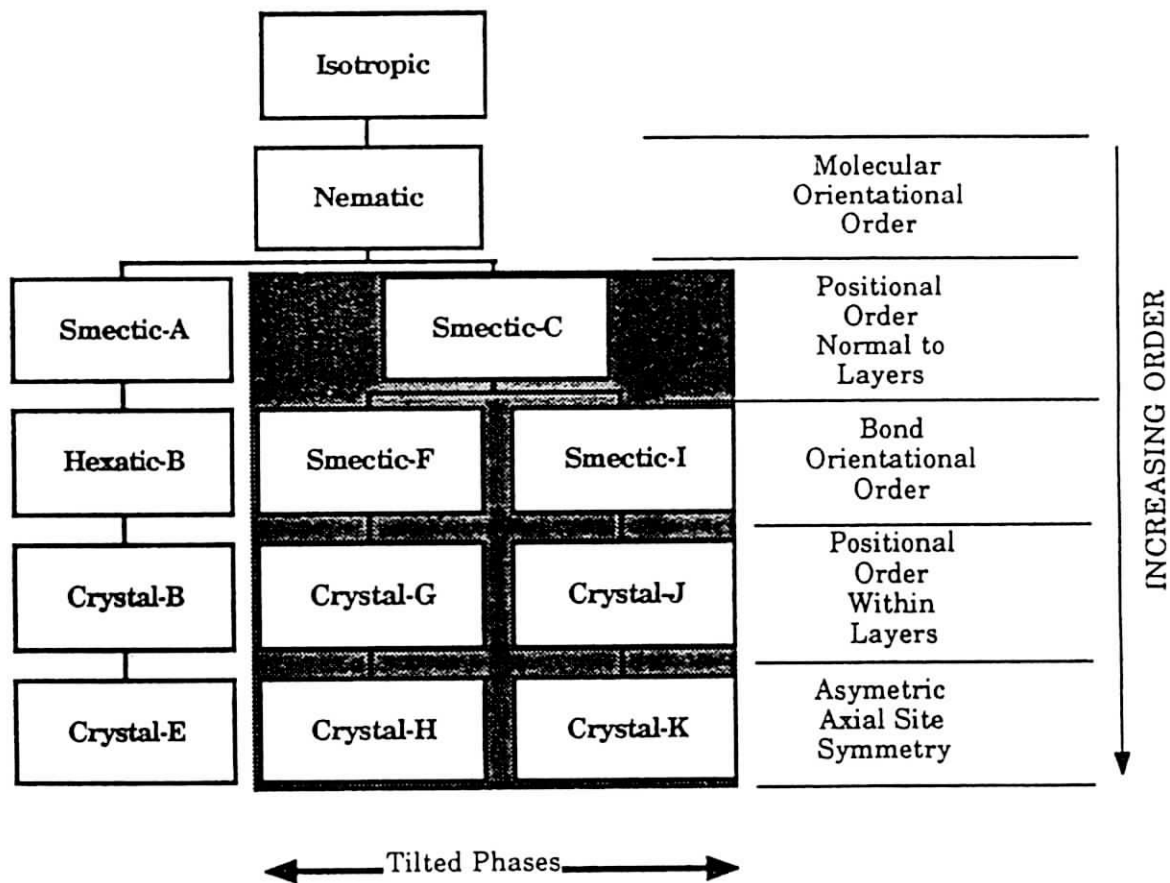 Isotropic
Nematic
Molecular
Orientational
Order
Smectic-A
Smectic-C
Positional
Order
Normal to
Layers
Hexatic-B
Smectic-F
Smectic-I
Bond
Orientational
Order
Crystal-B
Crystal-G
Crystal-J
Positional
Order
Within
Layers
Crystal-E
Crystal-H
Crystal-K
Asymetric
Axial Site
Symmetry
INCREASING ORDER
Tilted Phases